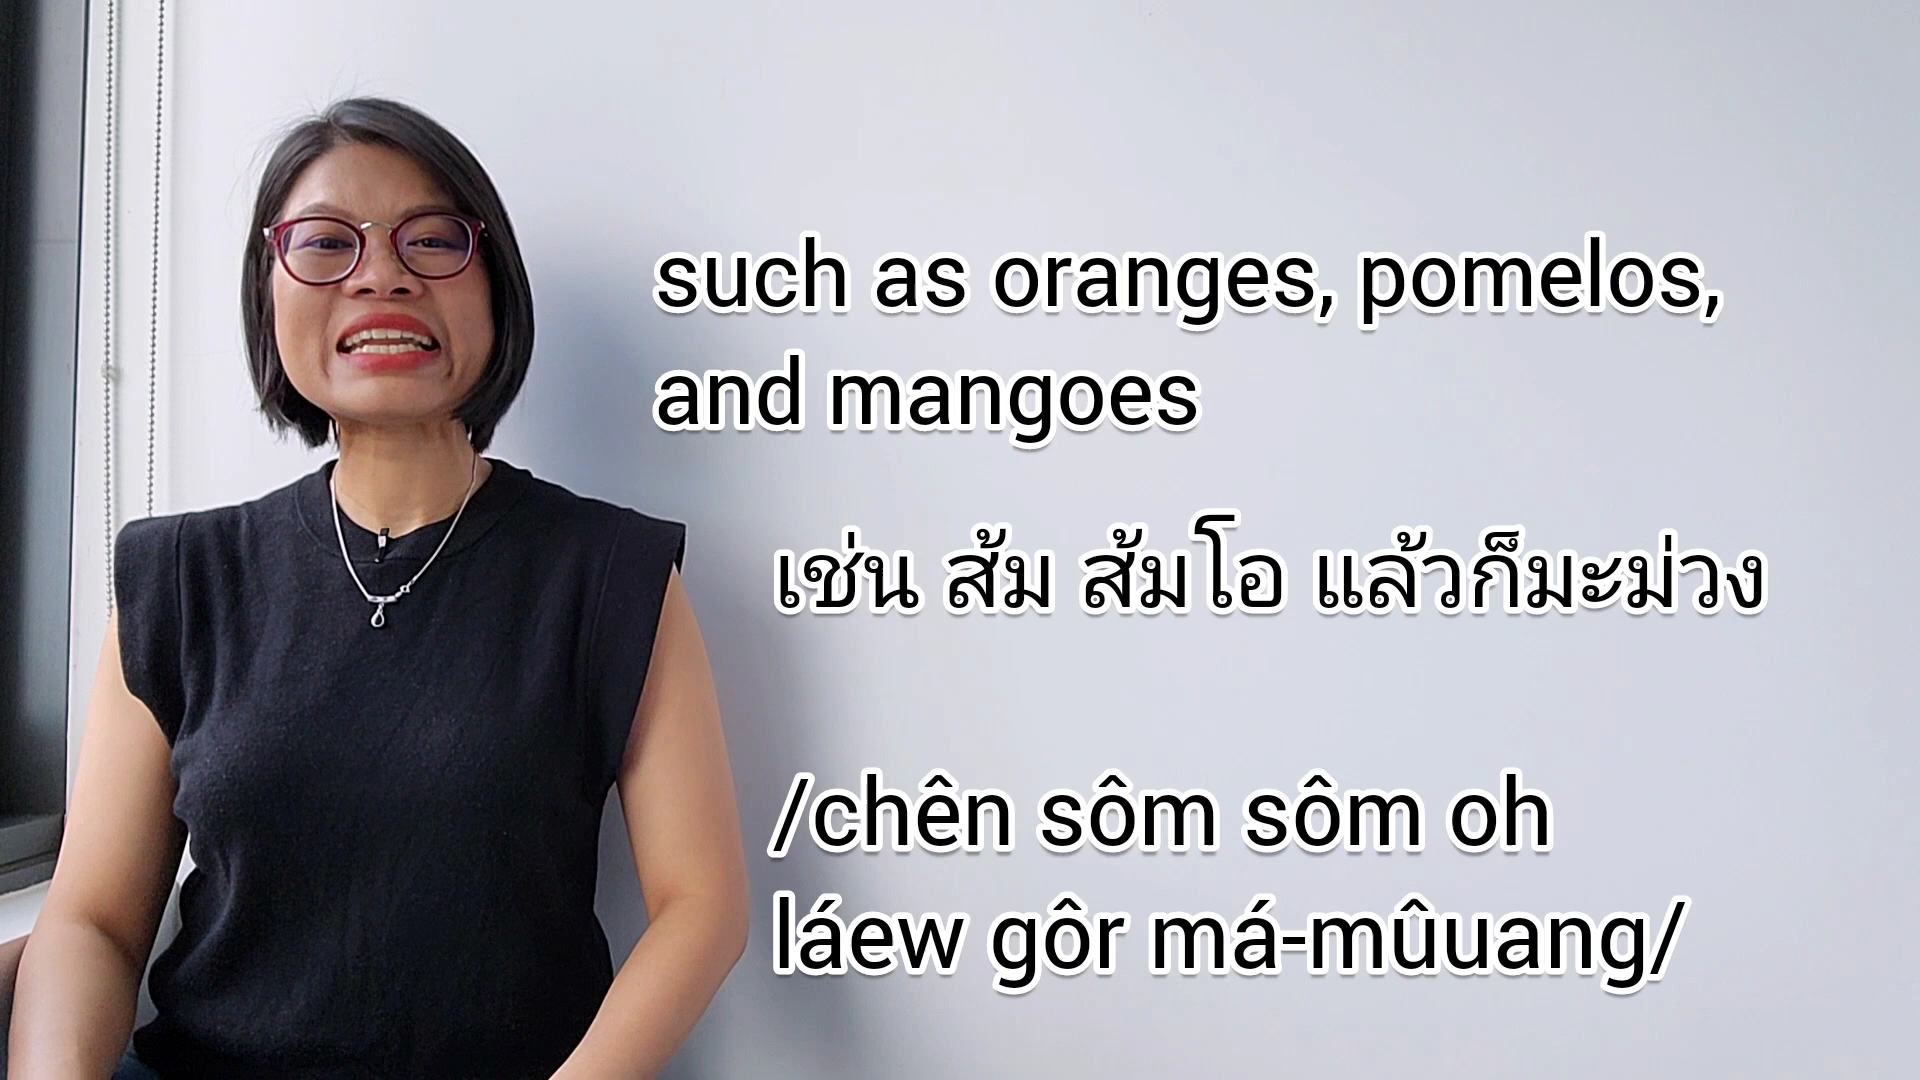 such as oranges, pomelos,
and mangoes
เช่น ส้ม ส้มโอ แล้วก็มะม่วง
/chên sôm sôm oh
láew gôr má-mûuang/